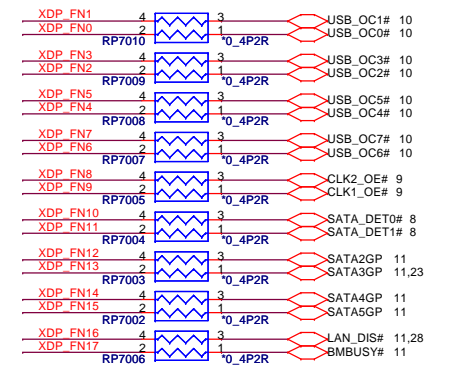 XDP_FN1 4 3 USB_OC1# 10
XDP_FN0 2 1 USB_OC0# 10
RP7010 *0_4P2R
XDP_FN3 4 3 USB_OC3# 10
XDP_FN2 2 1 USB_OC2# 10
RP7009 *0_4P2R
XDP_FN5 4 3 USB_OC5# 10
XDP_FN4 2 1 USB_OC4# 10
RP7008 *0_4P2R
XDP_FN7 4 3 USB_OC7# 10
XDP_FN6 2 1 USB_OC6# 10
RP7007 *0_4P2R
XDP_FN8 4 3 CLK2_OE# 9
XDP_FN9 2 1 CLK1_OE# 9
RP7005 *0_4P2R
XDP_FN10 4 3 SATA_DET0# 8
XDP_FN11 2 1 SATA_DET1# 8
RP7004 *0_4P2R
XDP_FN12 4 3 SATA2GP 11
XDP_FN13 2 1 SATA3GP 11,23
RP7003 *0_4P2R
XDP_FN14 4 3 SATA4GP 11
XDP_FN15 2 1 SATA5GP 11
RP7002 *0_4P2R
XDP_FN16 4 3 LAN_DIS# 11,28
XDP_FN17 2 1 BMBUSY# 11
RP7006 *0_4P2R